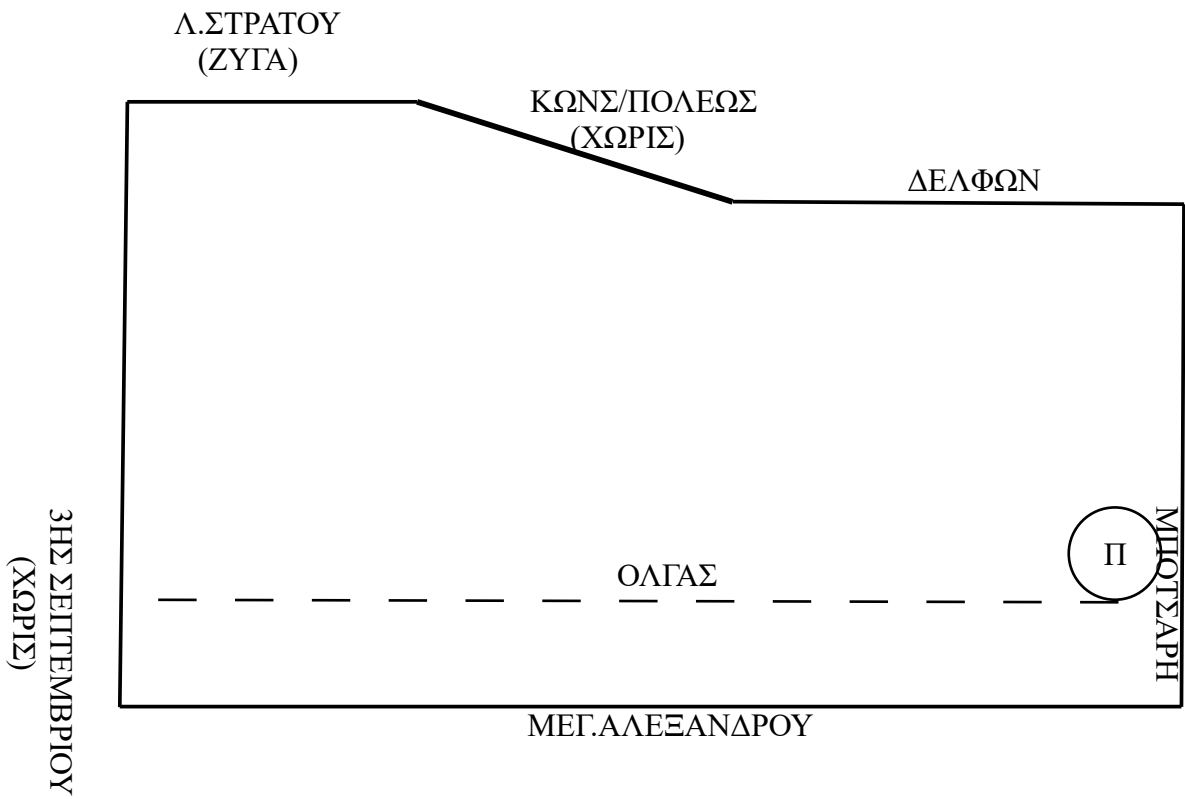 Λ.ΣΤΡΑΤΟΥ
(ΖΥΓΑ)
ΚΩΝΣ/ΠΟΛΕΩΣ
(ΧΩΡΙΣ)
ΔΕΛΦΩΝ
3ΗΣ ΣΕΠΤΕΜΒΡΙΟΥ
(ΧΩΡΙΣ)
ΟΛΓΑΣ
Π
ΜΠΟΤΣΑΡΗ
ΜΕΓ.ΑΛΕΞΑΝΔΡΟΥ